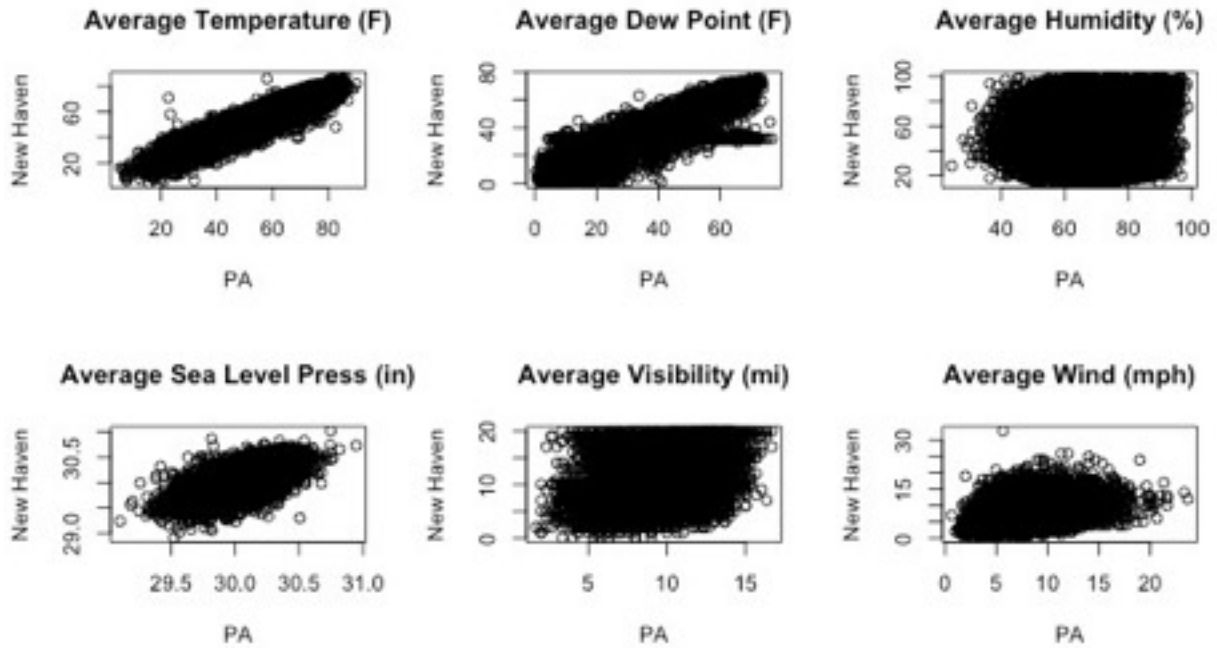 Average Temperature (F)
New Haven
20 60
20 40 60 80
PA
Average Dew Point (F)
New Haven
0 40 80
0 20 40 60
PA
Average Humidity (%)
New Haven
20 60 100
40 60 80 100
PA
Average Sea Level Press (in)
New Haven
29.0 30.5
29.5 30.0 30.5 31.0
PA
Average Visibility (mi)
New Haven
0 10 20
5 10 15
PA
Average Wind (mph)
New Haven
0 15 30
0 5 10 15 20
PA